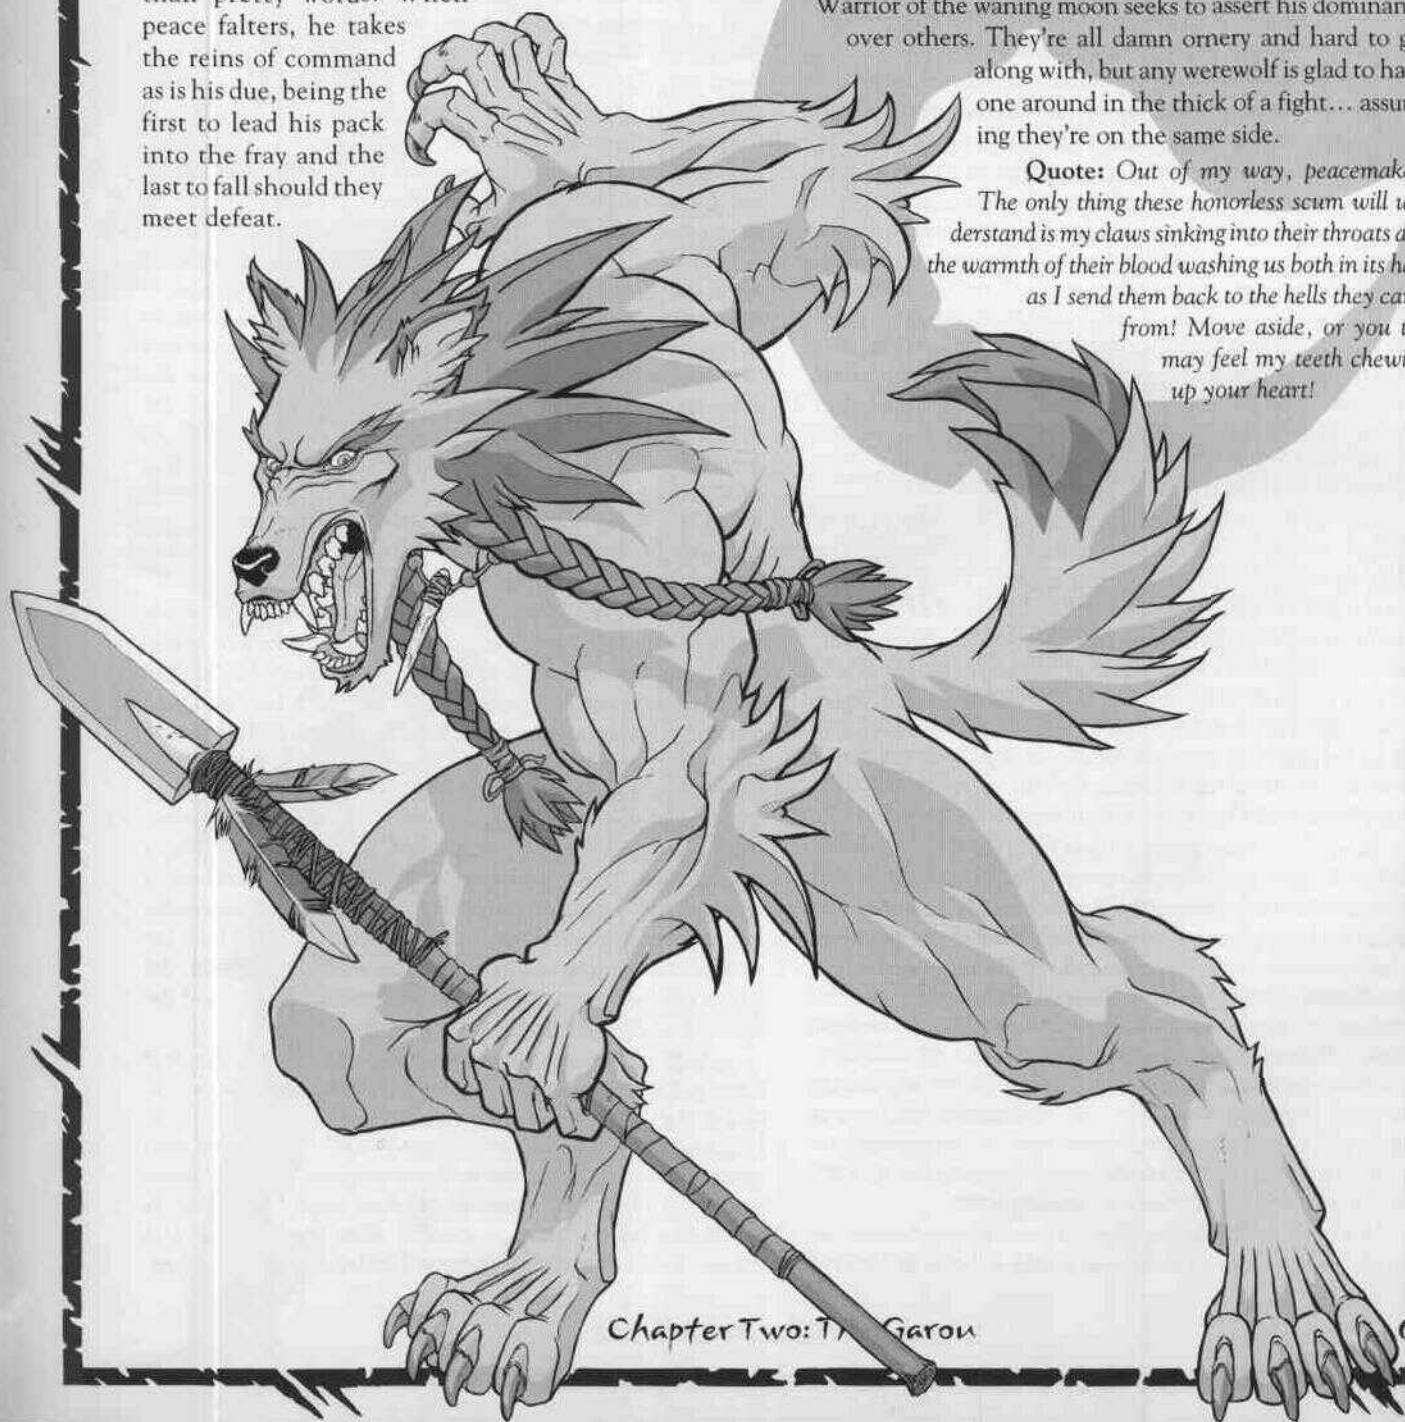 than pretty words. When
peace falters, he takes
the reins of command
as is his due, being the
first to lead his pack
into the fray and the
last to fall should they
meet defeat.
Warrior of the waning moon seeks to assert his dominan
over others. They're all damn ornery and hard to g
along with, but any werewolf is glad to ha
one around in the thick of a fight... assu
ing they're on the same side.
Quote: Out of my way, peacemak
The only thing these honorless scum will u
derstand is my claws sinking into their throats a
the warmth of their blood washing us both in its h
as I send them back to the hells they ca
from! Move aside, or you t
may feel my teeth chewi
up your heart!
Chapter Two: Th Garou